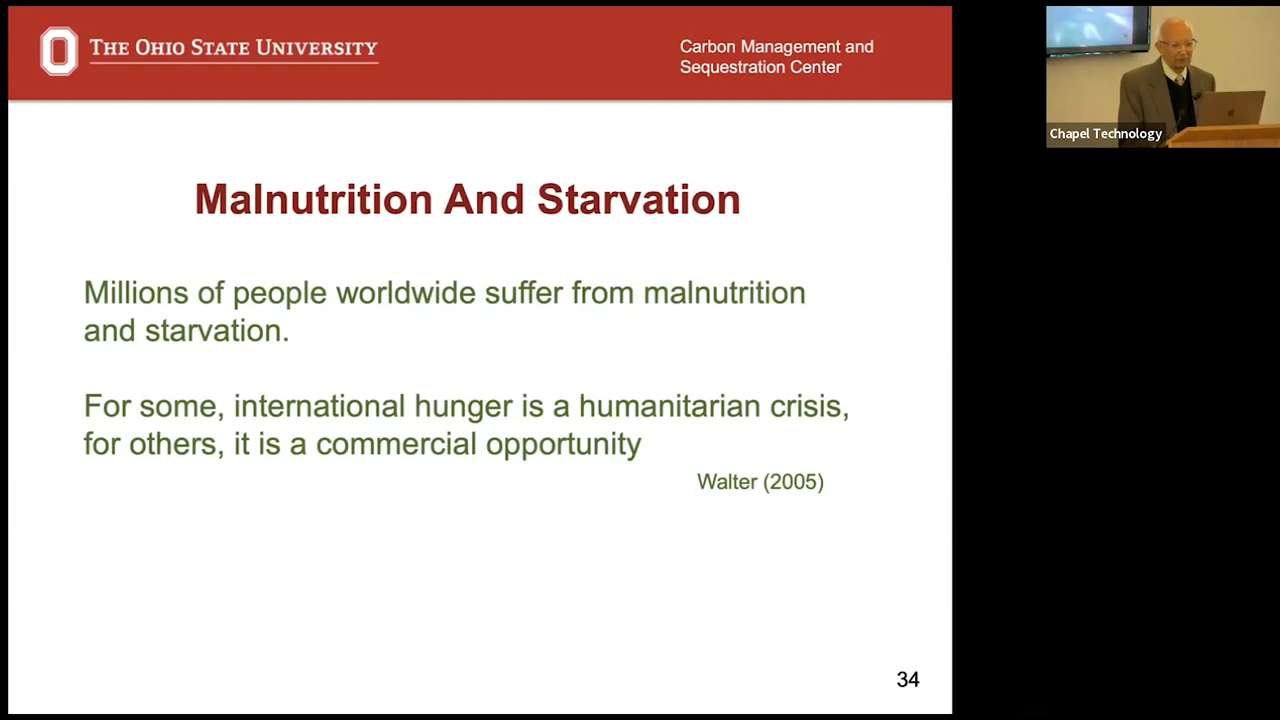 THE OHIO STATE UNIVERSITY
Carbon Management and
Sequestration Center
Chapel Technology
Malnutrition And Starvation
Millions of people worldwide suffer from malnutrition
and starvation.
For some, international hunger is a humanitarian crisis,
for others, it is a commercial opportunity
Walter (2005)
34